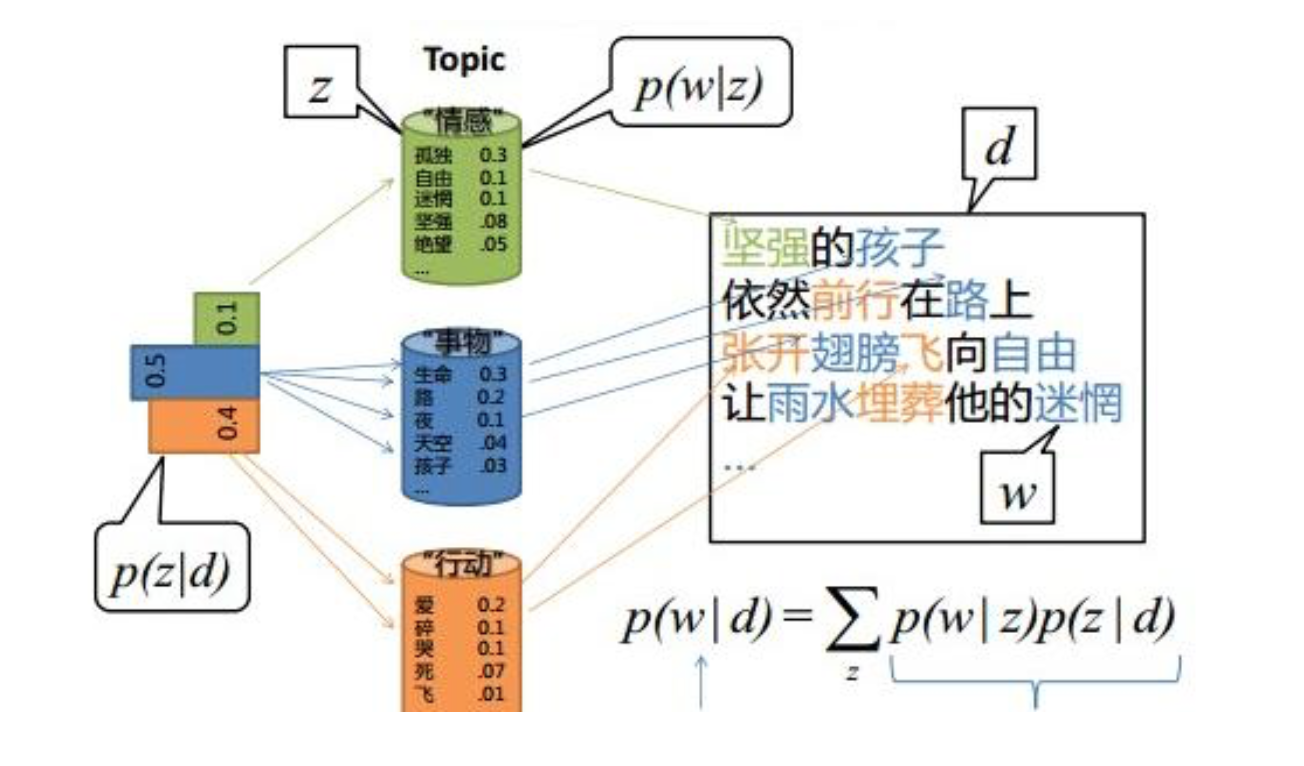 Topic
z
p(w|z)
"情感"
孤独 0.3
自由 0.1
迷惘 0.1
坚强 .08
绝望 .05
...
0.1
0.5
0.4
p(z|d)
"事物"
生命 0.3
路 0.2
夜 0.1
天空 .04
孩子 .03
...
"行动"
爱 0.2
碎 0.1
哭 0.1
死 .07
飞 .01
d
坚强的孩子
依然前行在路上
张开翅膀飞向自由
让雨水埋葬他的迷惘
...
w
p(w|d)=∑p(w|z)p(z|d)
z